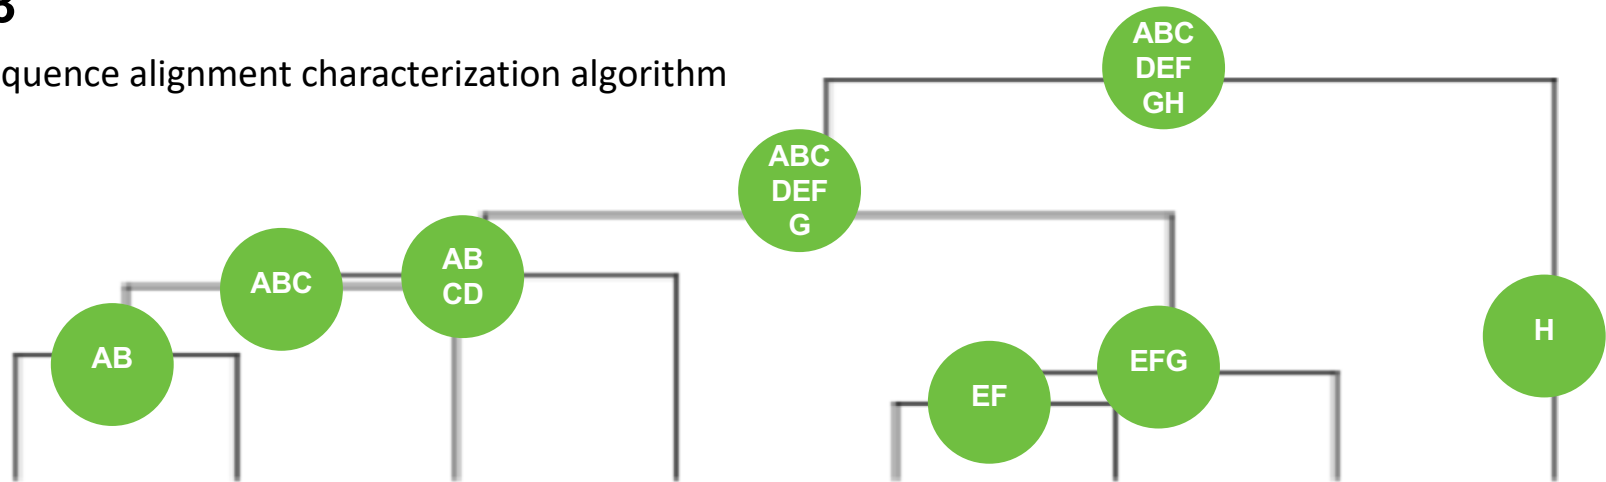 quence alignment characterization algorithm
ABC
DEF
GH
ABC
DEF
G
AB
CD
ABC
AB
EFG
EF
H